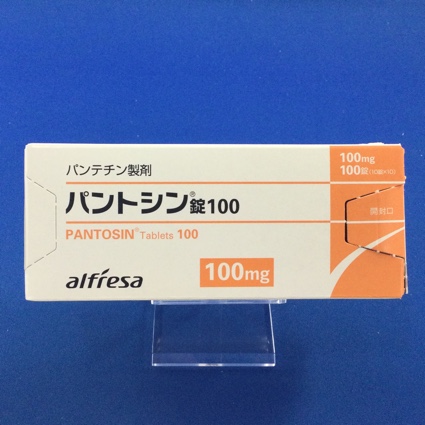 パンテチン製剤
パントシン®錠100
PANTOSIN® Tablets 100
100mg
alfresa
100mg
100錠(10錠×10)
開封口